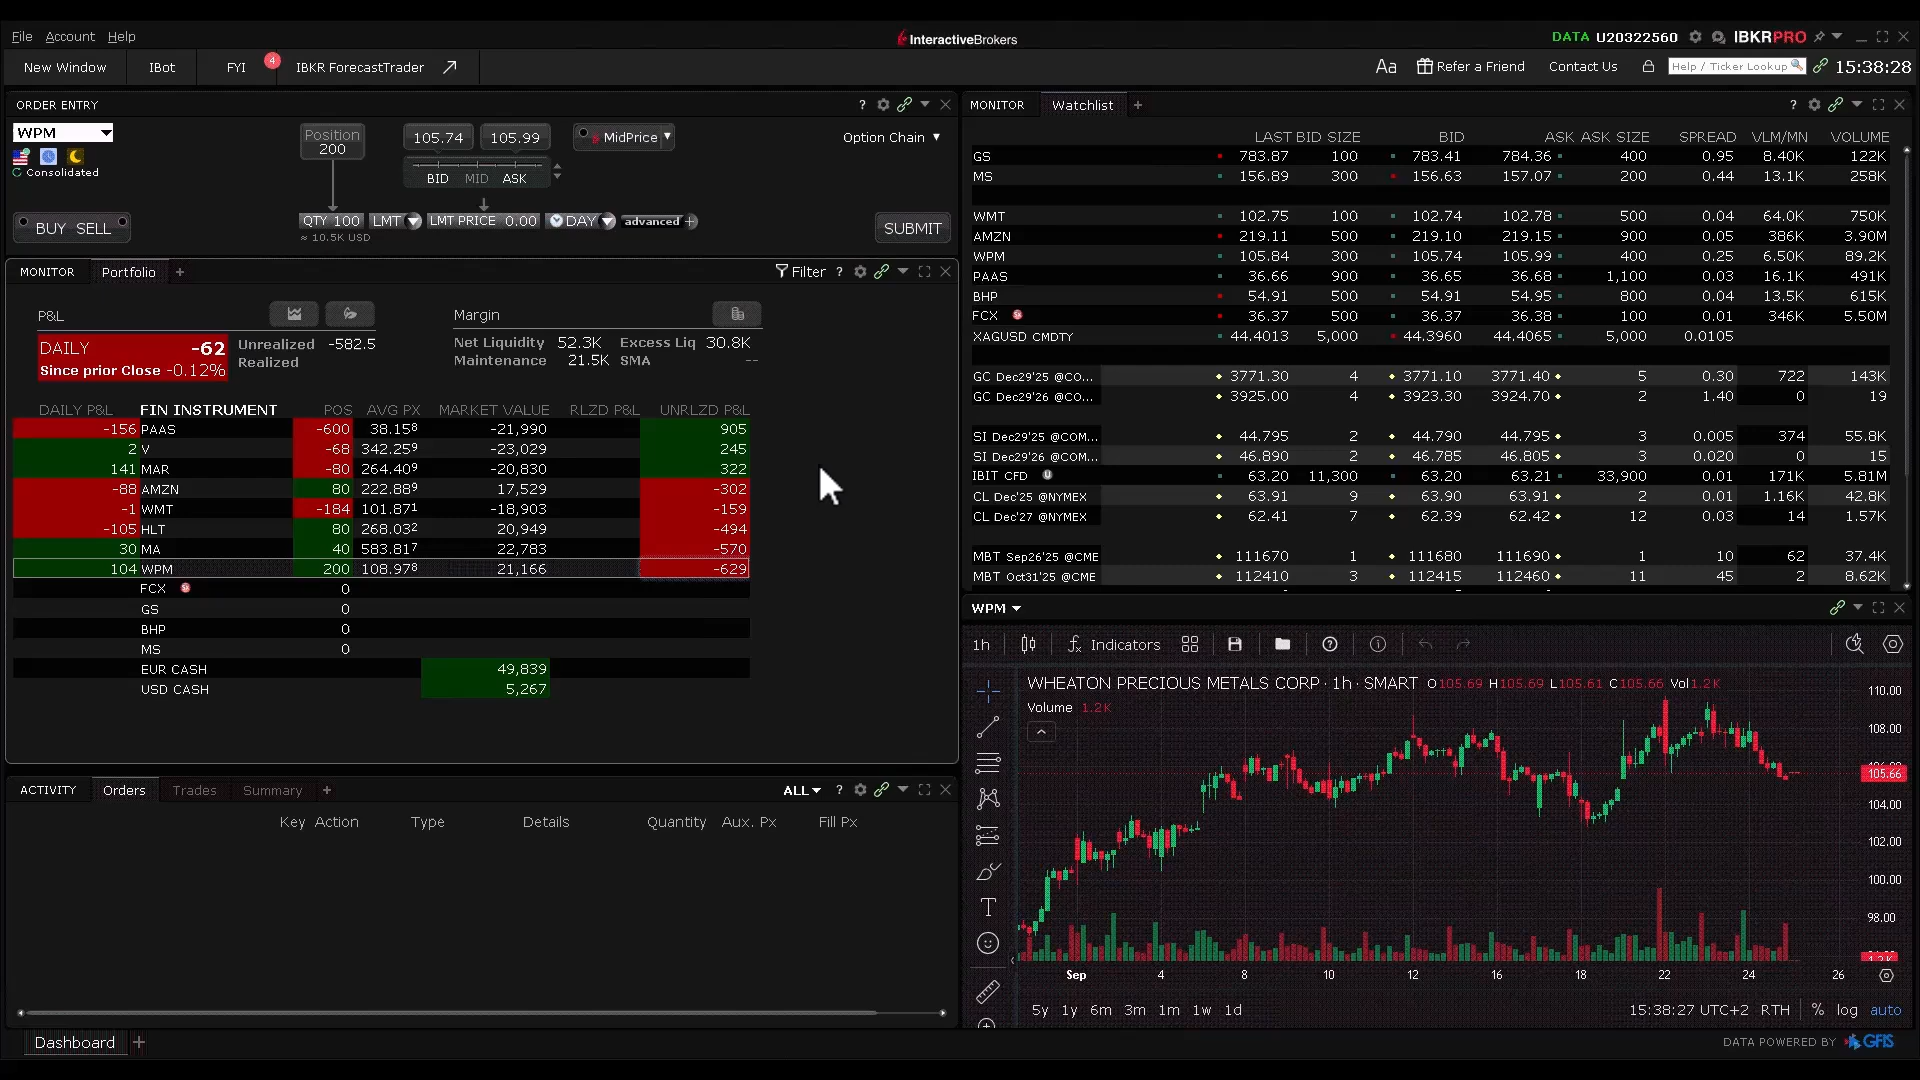 File Account Help
InteractiveBrokers
DATA U20322560 IBKRPRO
New Window IBot FYI 4 IBKR ForecastTrader
Aa Refer a Friend Contact Us Help / Ticker Lookup 15:38:28
ORDER ENTRY ?
WPM
Consolidated
Position
200
105.74 105.99 MidPrice Option Chain
BID MID ASK
BUY SELL QTY 100 LMT LMT PRICE 0.00 DAY advanced + SUBMIT
≈ 10.5K USD
MONITOR Portfolio + Filter ?
P&L Margin
DAILY -62
Since prior Close -0.12%
Unrealized -582.5
Realized
Net Liquidity 52.3K Excess Liq 30.8K
Maintenance 21.5K SMA --
DAILY P&L FIN INSTRUMENT POS AVG PX MARKET VALUE RLZD P&L UNRLZD P&L
-156 PAAS -600 38.158 -21,990 905
2 V -68 342.259 -23,029 245
141 MAR -80 264.409 -20,830 322
-88 AMZN 80 222.889 17,529 -302
-1 WMT -184 101.871 -18,903 -159
-105 HLT 80 268.032 20,949 -494
30 MA 40 583.817 22,783 -570
104 WPM 200 108.978 21,166 -629
FCX 0
GS 0
BHP 0
MS 0
EUR CASH 49,839
USD CASH 5,267
ACTIVITY Orders Trades Summary + ALL ?
Key Action Type Details Quantity Aux. Px Fill Px
Dashboard +
MONITOR Watchlist + ?
LAST BID SIZE BID ASK ASK SIZE SPREAD VLM/MN VOLUME
GS 783.87 100 783.41 784.36 400 0.95 8.40K 122K
MS 156.89 300 156.63 157.07 200 0.44 13.1K 258K
WMT 102.75 100 102.74 102.78 500 0.04 64.0K 750K
AMZN 219.11 500 219.10 219.15 900 0.05 386K 3.90M
WPM 105.84 300 105.74 105.99 400 0.25 6.50K 89.2K
PAAS 36.66 900 36.65 36.68 1,100 0.03 16.1K 491K
BHP 54.91 500 54.91 54.95 800 0.04 13.5K 615K
FCX 36.37 500 36.37 36.38 100 0.01 346K 5.50M
XAGUSD CMDTY 44.4013 5,000 44.3960 44.4065 5,000 0.0105
GC Dec29'25 @CO... 3771.30 4 3771.10 3771.40 5 0.30 722 143K
GC Dec29'26 @CO... 3925.00 4 3923.30 3924.70 2 1.40 0 19
SI Dec29'25 @COM... 44.795 2 44.790 44.795 3 0.005 374 55.8K
SI Dec29'26 @COM... 46.890 2 46.785 46.805 3 0.020 0 15
IBIT CFD U 63.20 11,300 63.20 63.21 33,900 0.01 171K 5.81M
CL Dec'25 @NYMEX 63.91 9 63.90 63.91 2 0.01 1.16K 42.8K
CL Dec'27 @NYMEX 62.41 7 62.39 62.42 12 0.03 14 1.57K
MBT Sep26'25 @CME 111670 1 111680 111690 1 10 62 37.4K
MBT Oct31'25 @CME 112410 3 112415 112460 11 45 2 8.62K
WPM
1h Indicators
WHEATON PRECIOUS METALS CORP · 1h · SMART O105.69 H105.69 L105.61 C105.66 Vol1.2K
Volume 1.2K
110.00
108.00
105.66
104.00
102.00
100.00
98.00
1.2K
Sep 4 8 10 12 16 18 22 24 26
5y 1y 6m 3m 1m 1w 1d 15:38:27 UTC+2 RTH % log auto
DATA POWERED BY GFIS